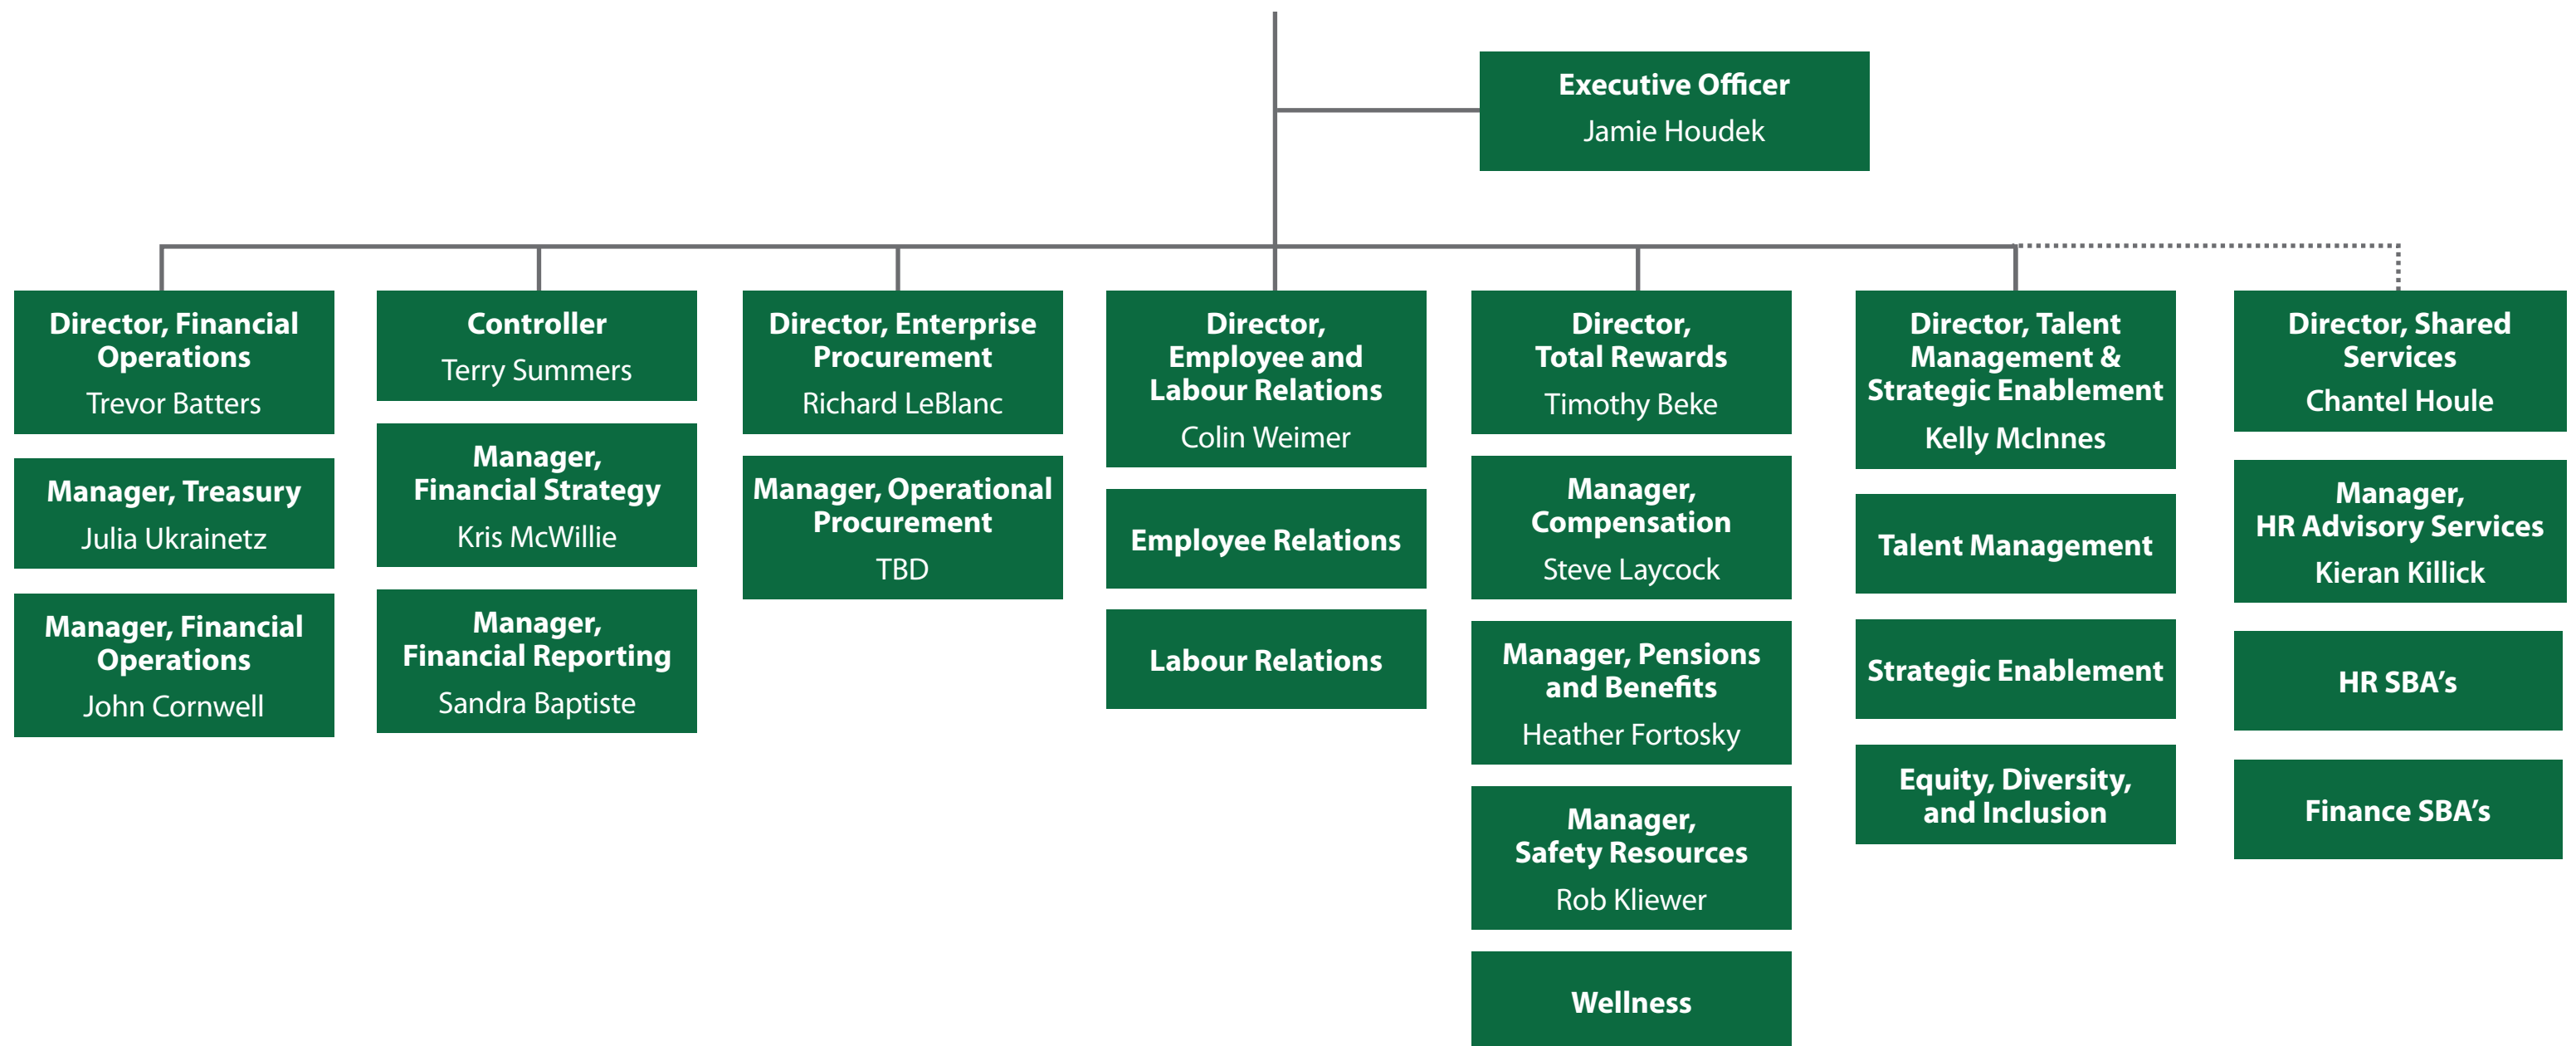 Executive Officer
Jamie Houdek
Director, Financial
Operations
Trevor Batters
Manager, Treasury
Julia Ukrainetz
Manager, Financial
Operations
John Cornwell
Controller
Terry Summers
Manager,
Financial Strategy
Kris McWillie
Manager,
Financial Reporting
Sandra Baptiste
Director, Enterprise
Procurement
Richard LeBlanc
Manager, Operational
Procurement
TBD
Director,
Employee and
Labour Relations
Colin Weimer
Employee Relations
Labour Relations
Director,
Total Rewards
Timothy Beke
Manager,
Compensation
Steve Laycock
Manager, Pensions
and Benefits
Heather Fortosky
Manager,
Safety Resources
Rob Kliewer
Wellness
Director, Talent
Management &
Strategic Enablement
Kelly McInnes
Talent Management
Strategic Enablement
Equity, Diversity,
and Inclusion
Director, Shared
Services
Chantel Houle
Manager,
HR Advisory Services
Kieran Killick
HR SBA’s
Finance SBA’s